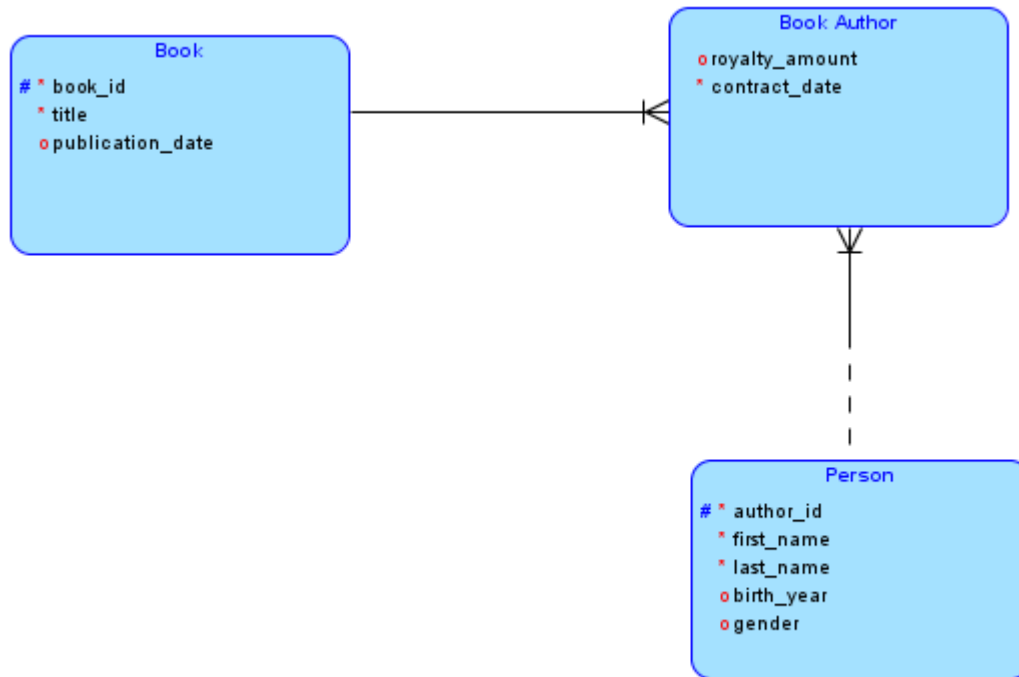 Book
# * book_id
* title
o publication_date
Book Author
o royalty_amount
* contract_date
Person
# * author_id
* first_name
* last_name
o birth_year
o gender